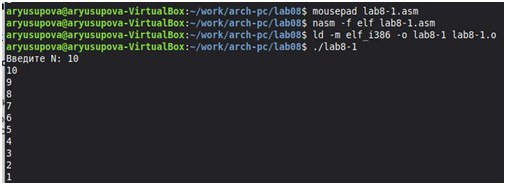 aryusupova@aryusupova-VirtualBox:~/work/arch-pc/lab08$ mousepad lab8-1.asm
aryusupova@aryusupova-VirtualBox:~/work/arch-pc/lab08$ nasm -f elf lab8-1.asm
aryusupova@aryusupova-VirtualBox:~/work/arch-pc/lab08$ ld -m elf_i386 -o lab8-1 lab8-1.o
aryusupova@aryusupova-VirtualBox:~/work/arch-pc/lab08$ ./lab8-1
Введите N: 10
10
9
8
7
6
5
4
3
2
1